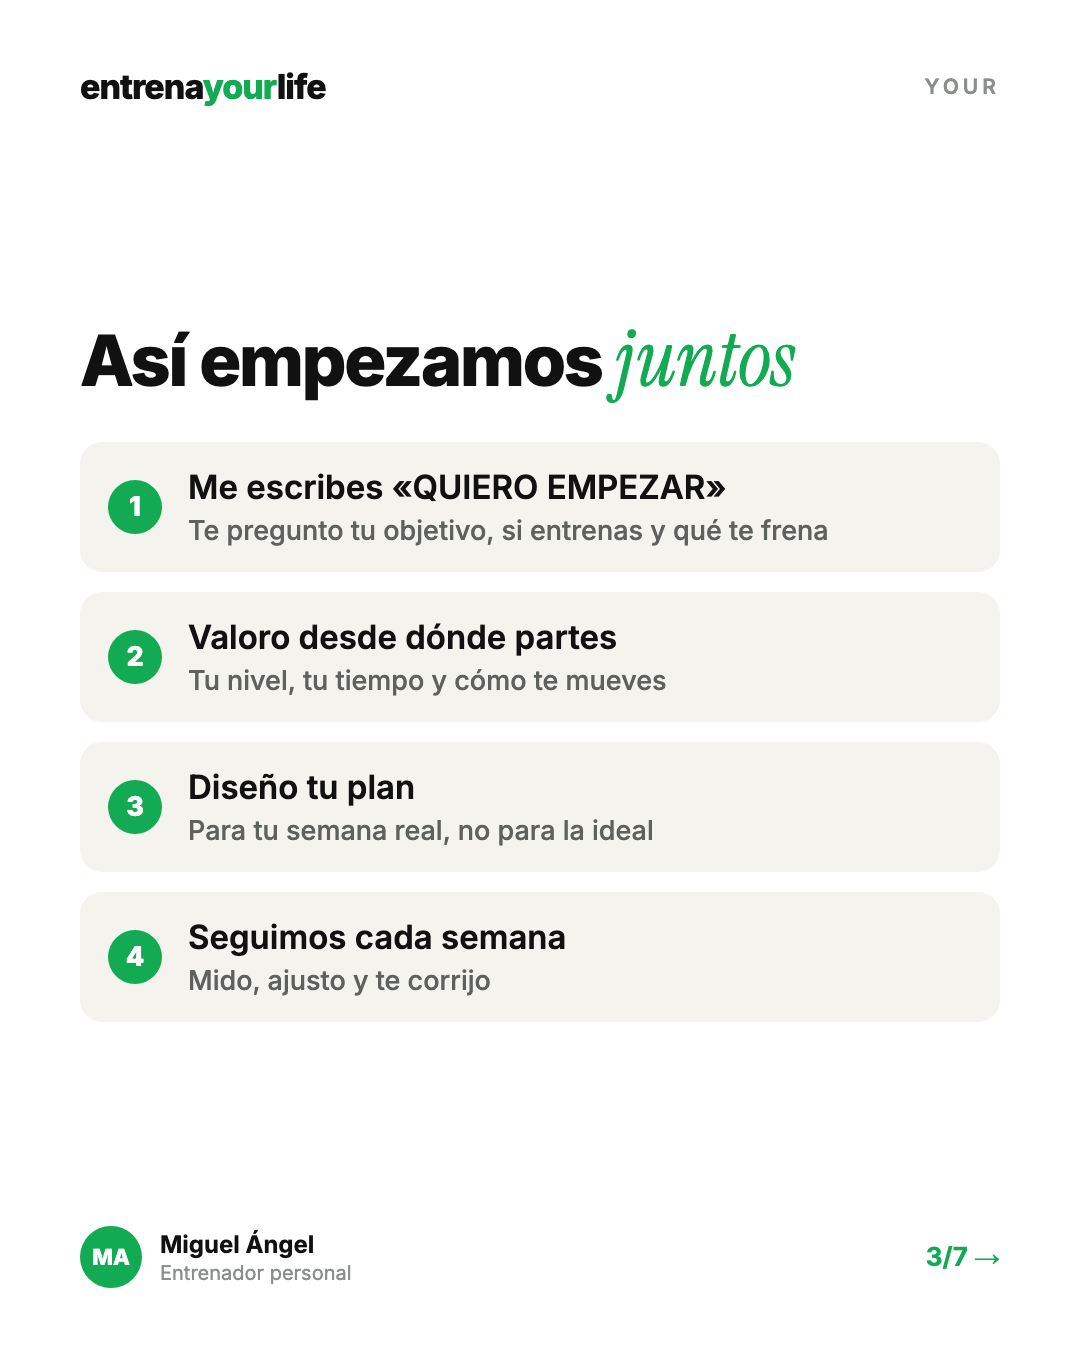 entrenayourlife
YOUR
Así empezamos juntos
1
Me escribes «QUIERO EMPEZAR»
Te pregunto tu objetivo, si entrenas y qué te frena
2
Valoro desde dónde partes
Tu nivel, tu tiempo y cómo te mueves
3
Diseño tu plan
Para tu semana real, no para la ideal
4
Seguimos cada semana
Mido, ajusto y te corrijo
MA
Miguel Ángel
Entrenador personal
3/7 →